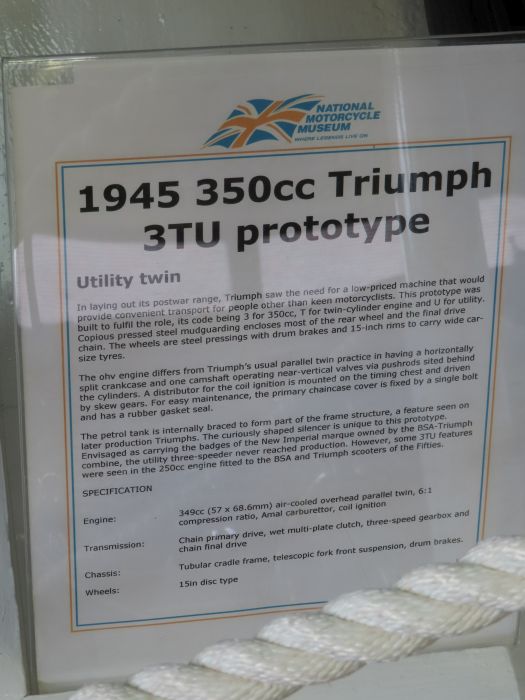 NATIONAL
MOTORCYCLE
MUSEUM
WHERE LEGENDS LIVE ON
1945 350cc Triumph
3TU prototype
Utility twin
In laying out its postwar range, Triumph saw the need for a low-priced machine that would
provide convenient transport for people other than keen motorcyclists. This prototype was
built to fulfil the role, its code being 3 for 350cc, T for twin-cylinder engine and U for utility.
Copious pressed steel mudguarding encloses most of the rear wheel and the final drive
chain. The wheels are steel pressings with drum brakes and 15-inch rims to carry wide car-
size tyres.
The ohv engine differs from Triumph's usual parallel twin practice in having a horizontally
split crankcase and one camshaft operating near-vertical valves via pushrods sited behind
the cylinders. A distributor for the coil ignition is mounted on the timing chest and driven
by skew gears. For easy maintenance, the primary chaincase cover is fixed by a single bolt
and has a rubber gasket seal.
The petrol tank is internally braced to form part of the frame structure, a feature seen on
later production Triumphs. The curiously shaped silencer is unique to this prototype.
Envisaged as carrying the badges of the New Imperial marque owned by the BSA-Triumph
combine, the utility three-speeder never reached production. However, some 3TU features
were seen in the 250cc engine fitted to the BSA and Triumph scooters of the Fifties.
SPECIFICATION
Engine: 349cc (57 x 68.6mm) air-cooled overhead parallel twin, 6:1
compression ratio, Amal carburettor, coil ignition
Transmission: Chain primary drive, wet multi-plate clutch, three-speed gearbox and
chain final drive
Chassis: Tubular cradle frame, telescopic fork front suspension, drum brakes.
Wheels: 15in disc type